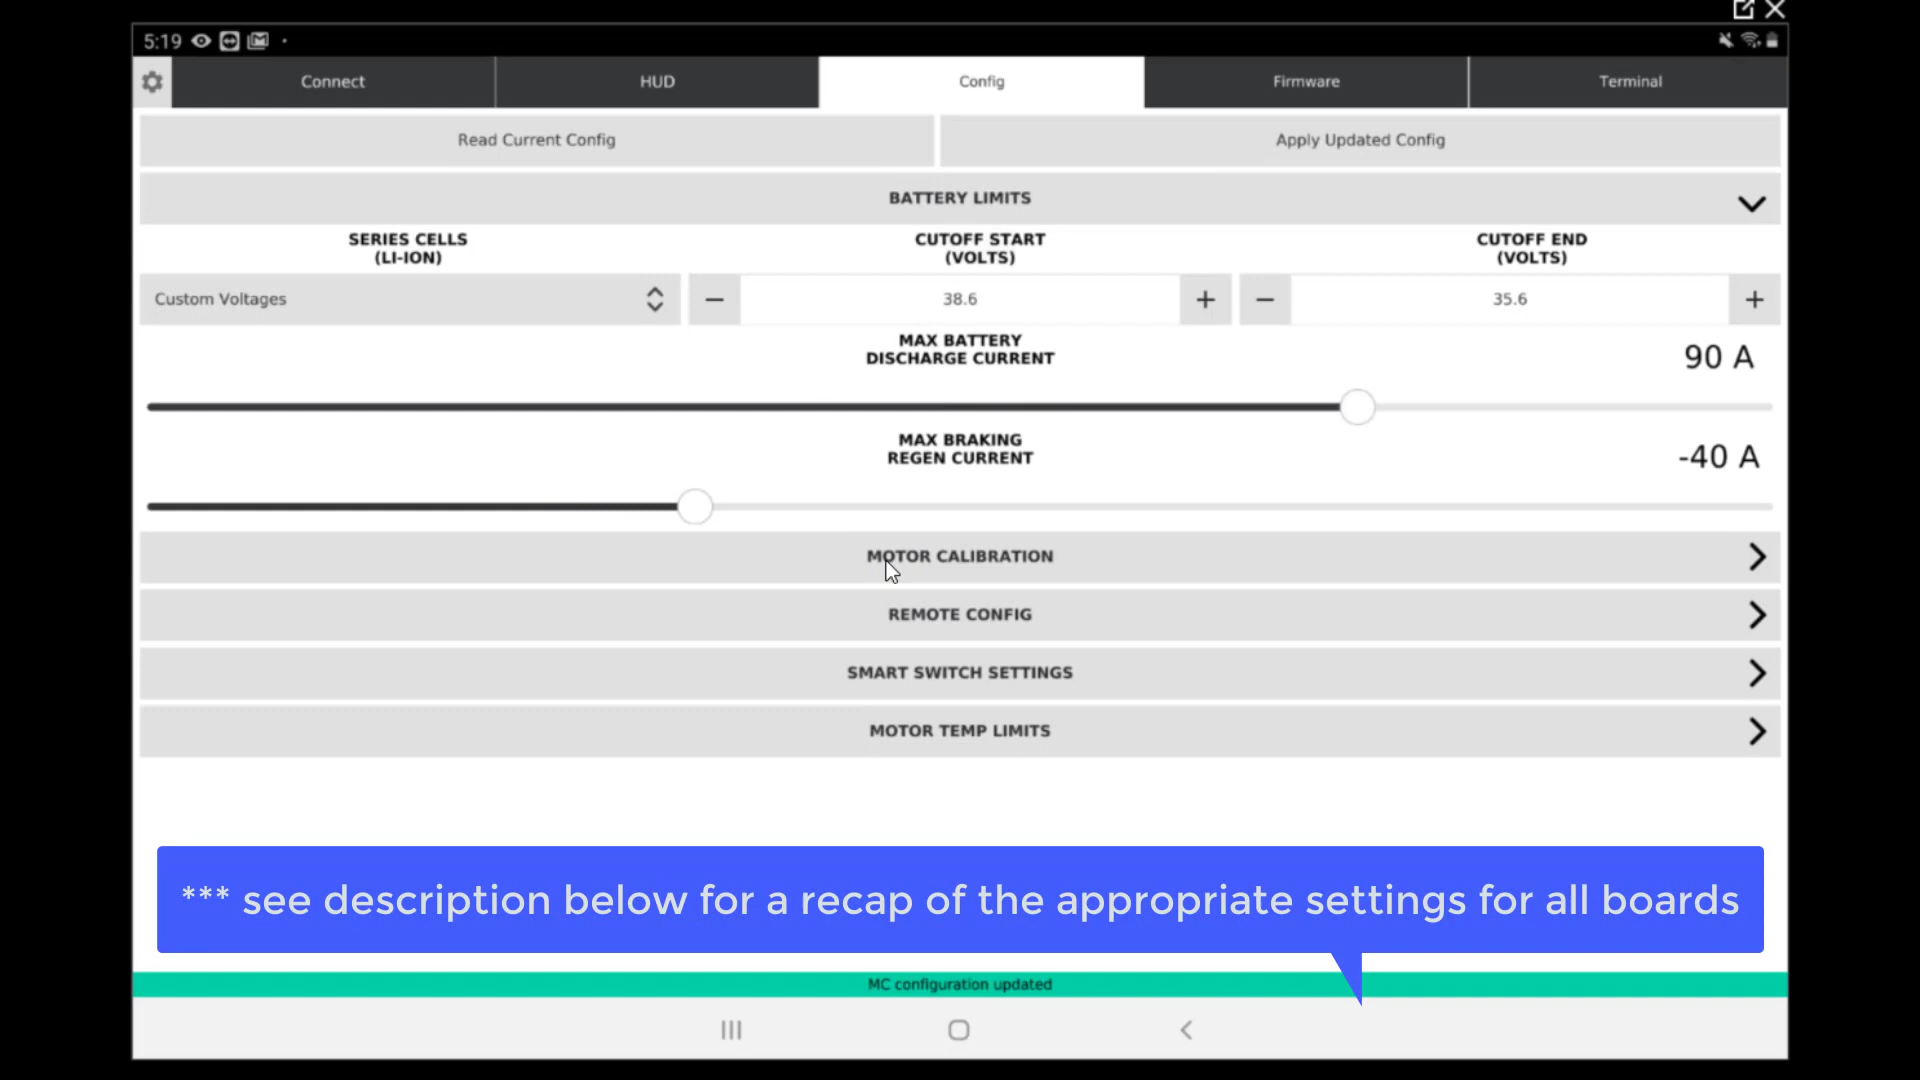 5:19
Connect
HUD
Config
Firmware
Terminal
Read Current Config
Apply Updated Config
BATTERY LIMITS
SERIES CELLS
(LI-ION)
CUTOFF START
(VOLTS)
CUTOFF END
(VOLTS)
Custom Voltages
− 38.6 +
− 35.6 +
MAX BATTERY
DISCHARGE CURRENT
90 A
MAX BRAKING
REGEN CURRENT
-40 A
MOTOR CALIBRATION
REMOTE CONFIG
SMART SWITCH SETTINGS
MOTOR TEMP LIMITS
*** see description below for a recap of the appropriate settings for all boards
MC configuration updated